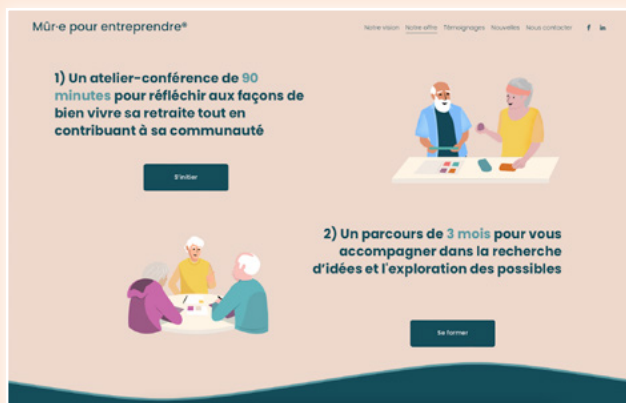 Mûr·e pour entreprendre®
Notre vision Notre offre Témoignages Nouvelles Nous contacter f in
1) Un atelier-conférence de 90
minutes pour réfléchir aux façons de
bien vivre sa retraite tout en
contribuant à sa communauté
S'initier
2) Un parcours de 3 mois pour vous
accompagner dans la recherche
d'idées et l'exploration des possibles
Se former